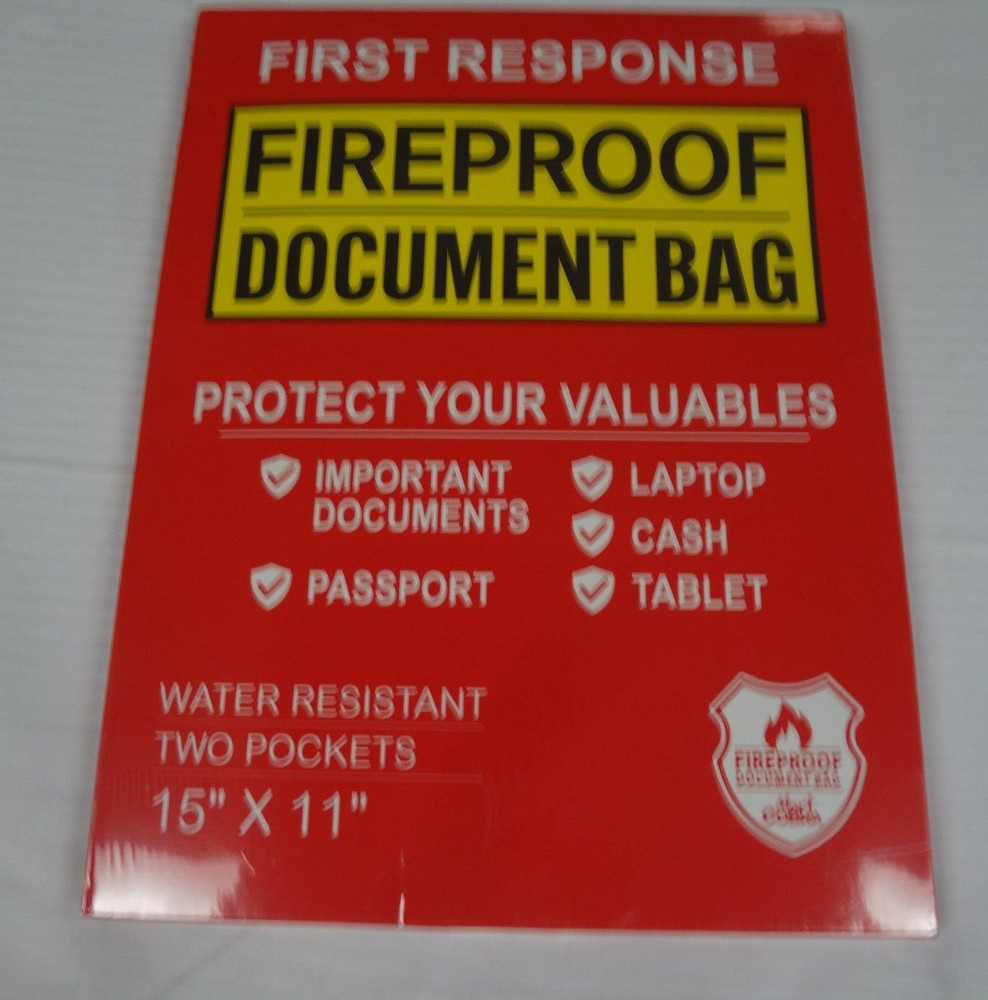 FIRST RESPONSE
FIREPROOF
DOCUMENT BAG
PROTECT YOUR VALUABLES
IMPORTANT
DOCUMENTS
PASSPORT
LAPTOP
CASH
TABLET
WATER RESISTANT
TWO POCKETS
15" X 11"
FIREPROOF
DOCUMENT BAG